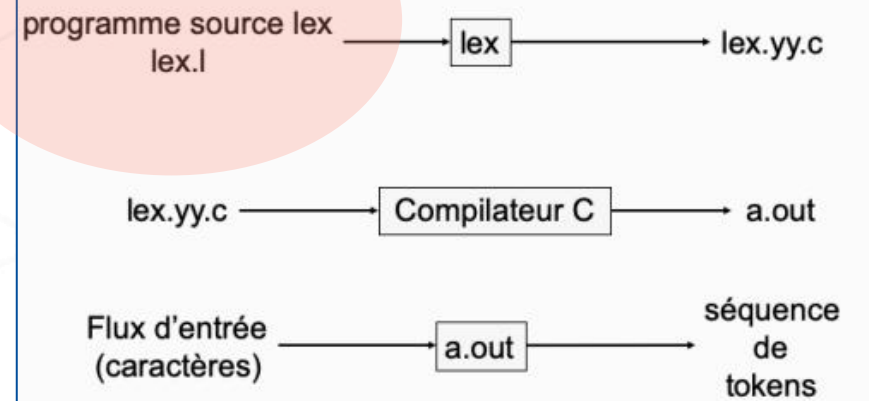 programme source lex
lex.l
lex
lex.yy.c
lex.yy.c
Compilateur C
a.out
Flux d'entrée
(caractères)
a.out
séquence
de
tokens